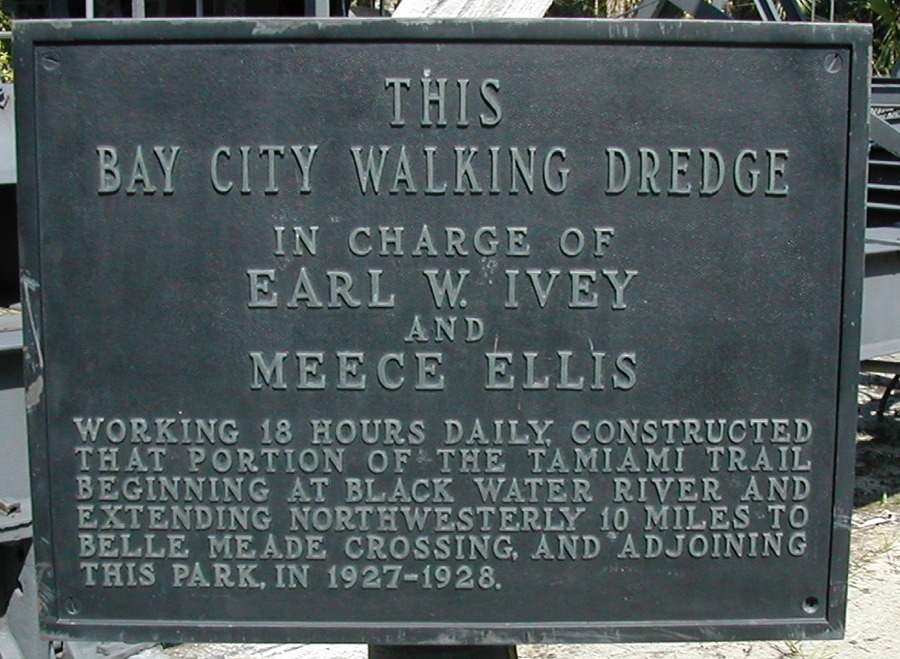 THIS
BAY CITY WALKING DREDGE
IN CHARGE OF
EARL W. IVEY
AND
MEECE ELLIS
WORKING 18 HOURS DAILY, CONSTRUCTED
THAT PORTION OF THE TAMIAMI TRAIL
BEGINNING AT BLACK WATER RIVER AND
EXTENDING NORTHWESTERLY 10 MILES TO
BELLE MEADE CROSSING, AND ADJOINING
THIS PARK, IN 1927-1928.